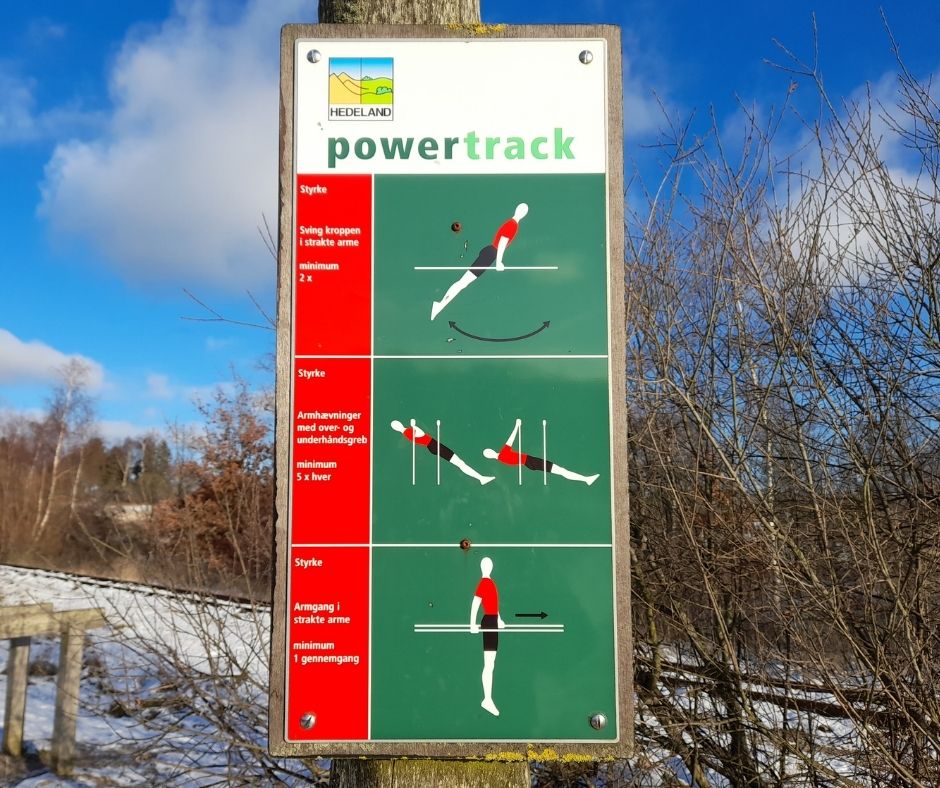 HEDELAND
powertrack
Styrke
Sving kroppen
i strakte arme
minimum
2 x
Styrke
Armhævninger
med over- og
underhåndsgreb
minimum
5 x hver
Styrke
Armgang i
strakte arme
minimum
1 gennemgang